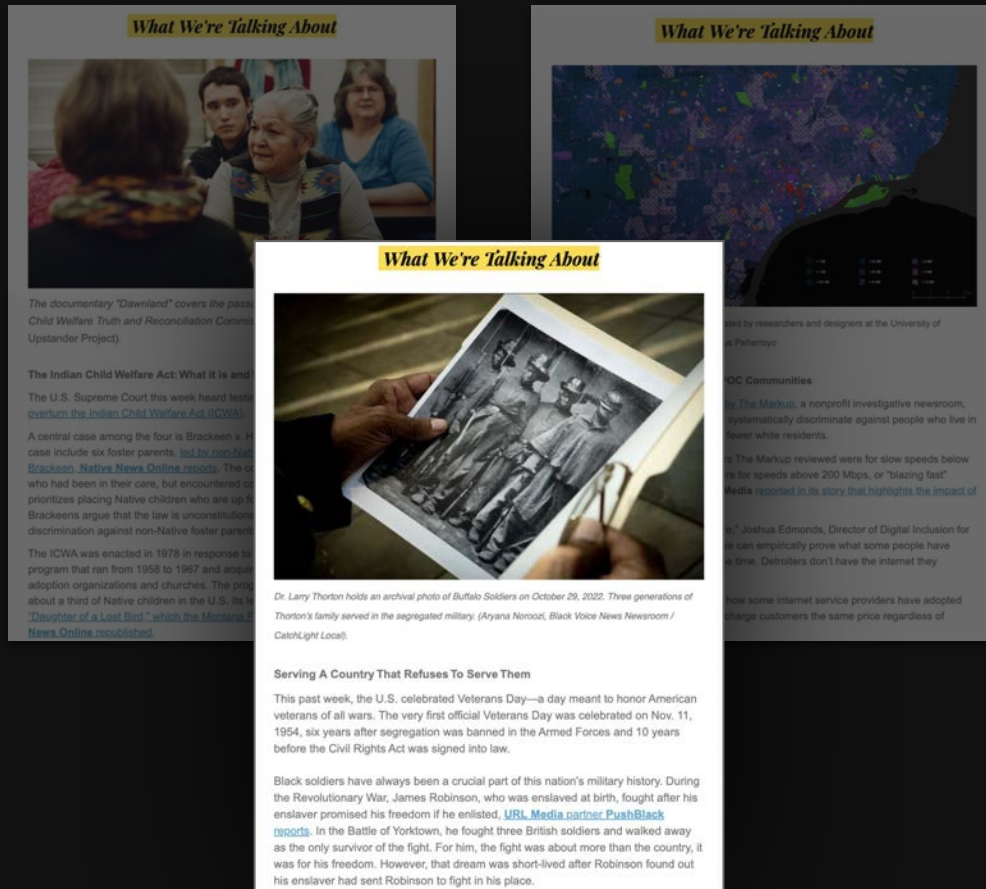 What We're Talking About
The documentary "Dawnland" covers the
Child Welfare Truth and Reconciliation
Upstander Project).
The Indian Child Welfare Act: What it is and
The U.S. Supreme Court this week heard
overturn the Indian Child Welfare Act (ICWA).
A central case among the four is Brackeen v.
case include six foster parents, led by
Brackeen, Native News Online reports. The
who had been in their care, but encountered
prioritizes placing Native children who are up
Brackeens argue that the law is unconstitutional
discrimination against non-Native foster
The ICWA was enacted in 1978 in response to
program that ran from 1958 to 1967 and
adoption organizations and churches. The
about a third of Native children in the U.S. Its
"Daughter of a Lost Bird," which the Montana
News Online republished.
What We're Talking About
by researchers and designers at the University of
Peñarroyo
Communities
by The Markup, a nonprofit investigative newsroom,
systematically discriminate against people who live in
fewer white residents.
The Markup reviewed were for slow speeds below
for speeds above 200 Mbps, or "blazing fast"
Media reported in its story that highlights the impact of
Joshua Edmonds, Director of Digital Inclusion for
can empirically prove what some people have
time. Detroiters don't have the internet they
how some internet service providers have adopted
charge customers the same price regardless of
What We're Talking About
Dr. Larry Thorton holds an archival photo of Buffalo Soldiers on October 29, 2022. Three generations of
Thorton's family served in the segregated military. (Aryana Noroozi, Black Voice News Newsroom /
CatchLight Local).
Serving A Country That Refuses To Serve Them
This past week, the U.S. celebrated Veterans Day—a day meant to honor American
veterans of all wars. The very first official Veterans Day was celebrated on Nov. 11,
1954, six years after segregation was banned in the Armed Forces and 10 years
before the Civil Rights Act was signed into law.
Black soldiers have always been a crucial part of this nation's military history. During
the Revolutionary War, James Robinson, who was enslaved at birth, fought after his
enslaver promised his freedom if he enlisted, URL Media partner PushBlack
reports. In the Battle of Yorktown, he fought three British soldiers and walked away
as the only survivor of the fight. For him, the fight was about more than the country, it
was for his freedom. However, that dream was short-lived after Robinson found out
his enslaver had sent Robinson to fight in his place.